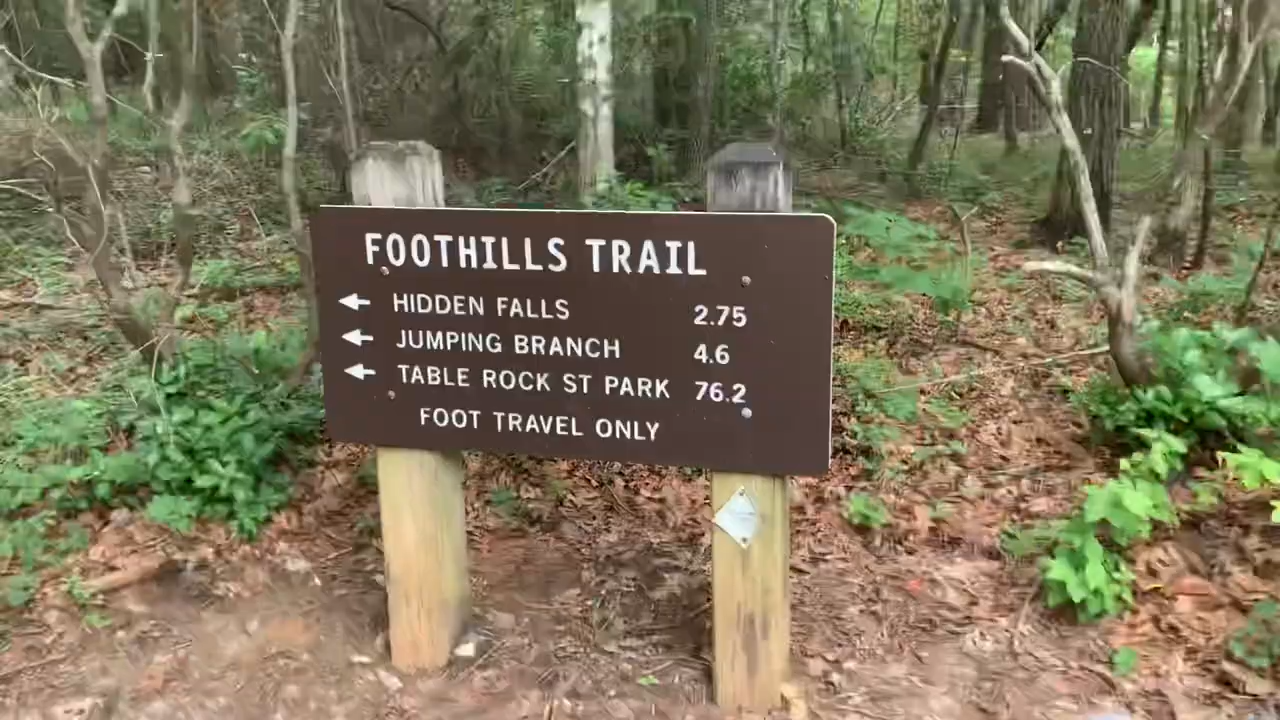 FOOTHILLS TRAIL
← HIDDEN FALLS 2.75
← JUMPING BRANCH 4.6
← TABLE ROCK ST PARK 76.2
FOOT TRAVEL ONLY